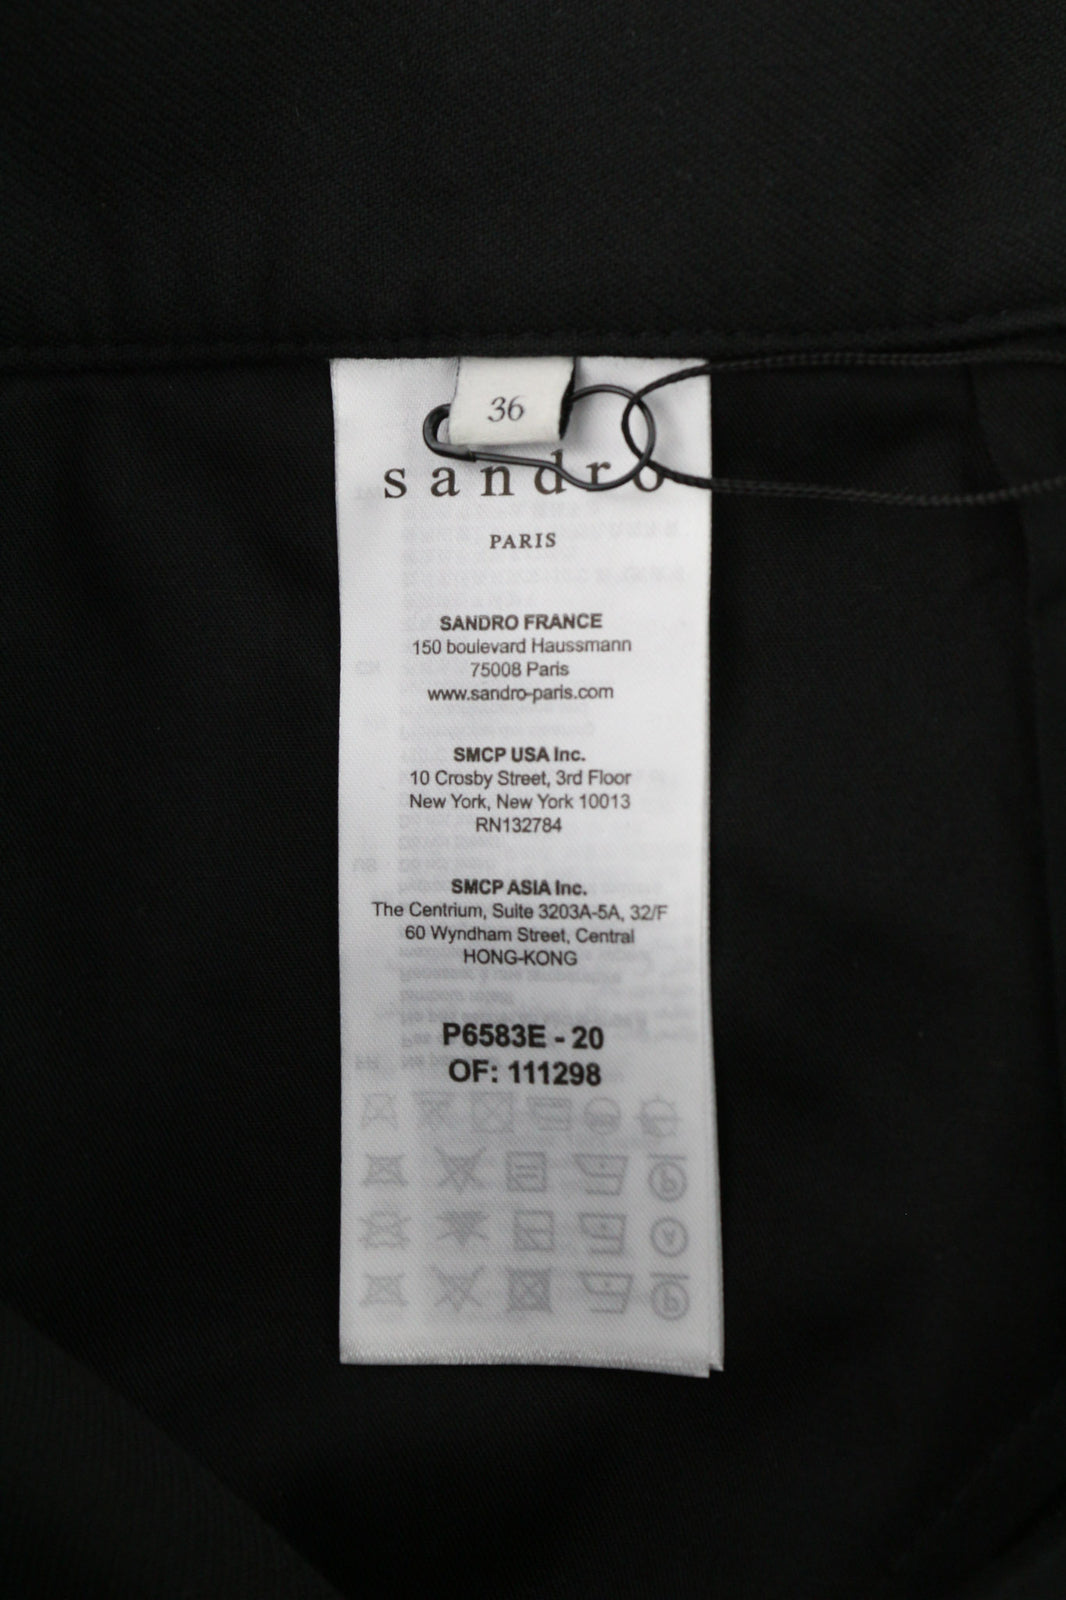 36
sandro
PARIS
SANDRO FRANCE
150 boulevard Haussmann
75008 Paris
www.sandro-paris.com
SMCP USA Inc.
10 Crosby Street, 3rd Floor
New York, New York 10013
RN132784
SMCP ASIA Inc.
The Centrium, Suite 3203A-5A, 32/F
60 Wyndham Street, Central
HONG-KONG
P6583E - 20
OF: 111298